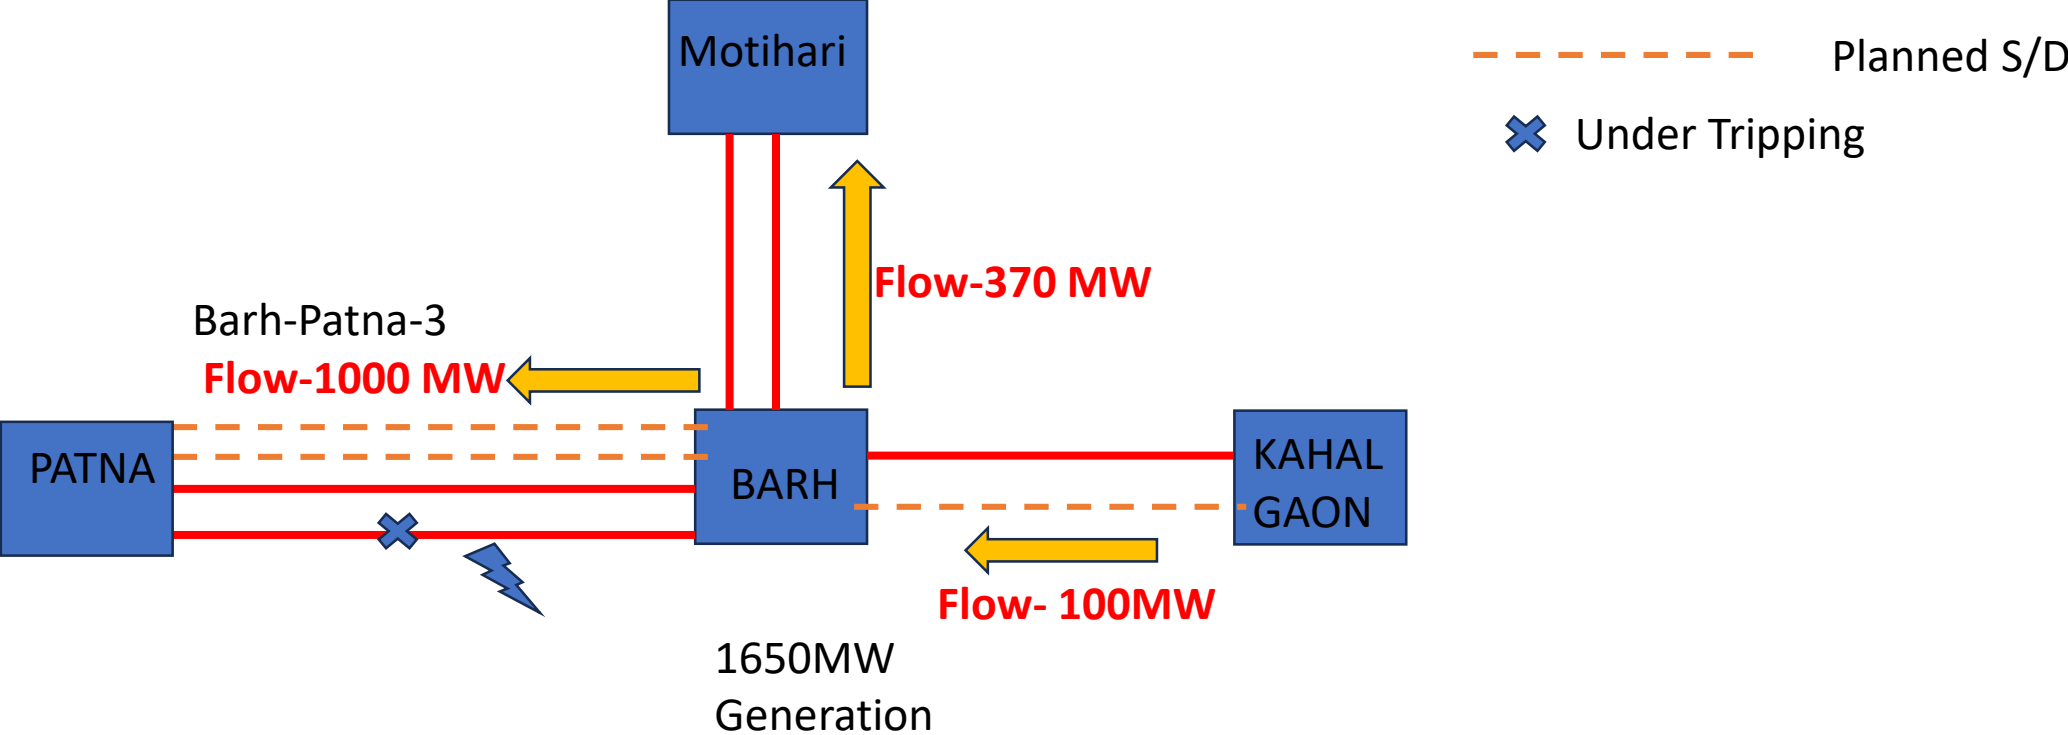 Motihari
Planned S/D
Under Tripping
Flow-370 MW
Barh-Patna-3
Flow-1000 MW
PATNA
BARH
KAHAL
GAON
Flow- 100MW
1650MW
Generation